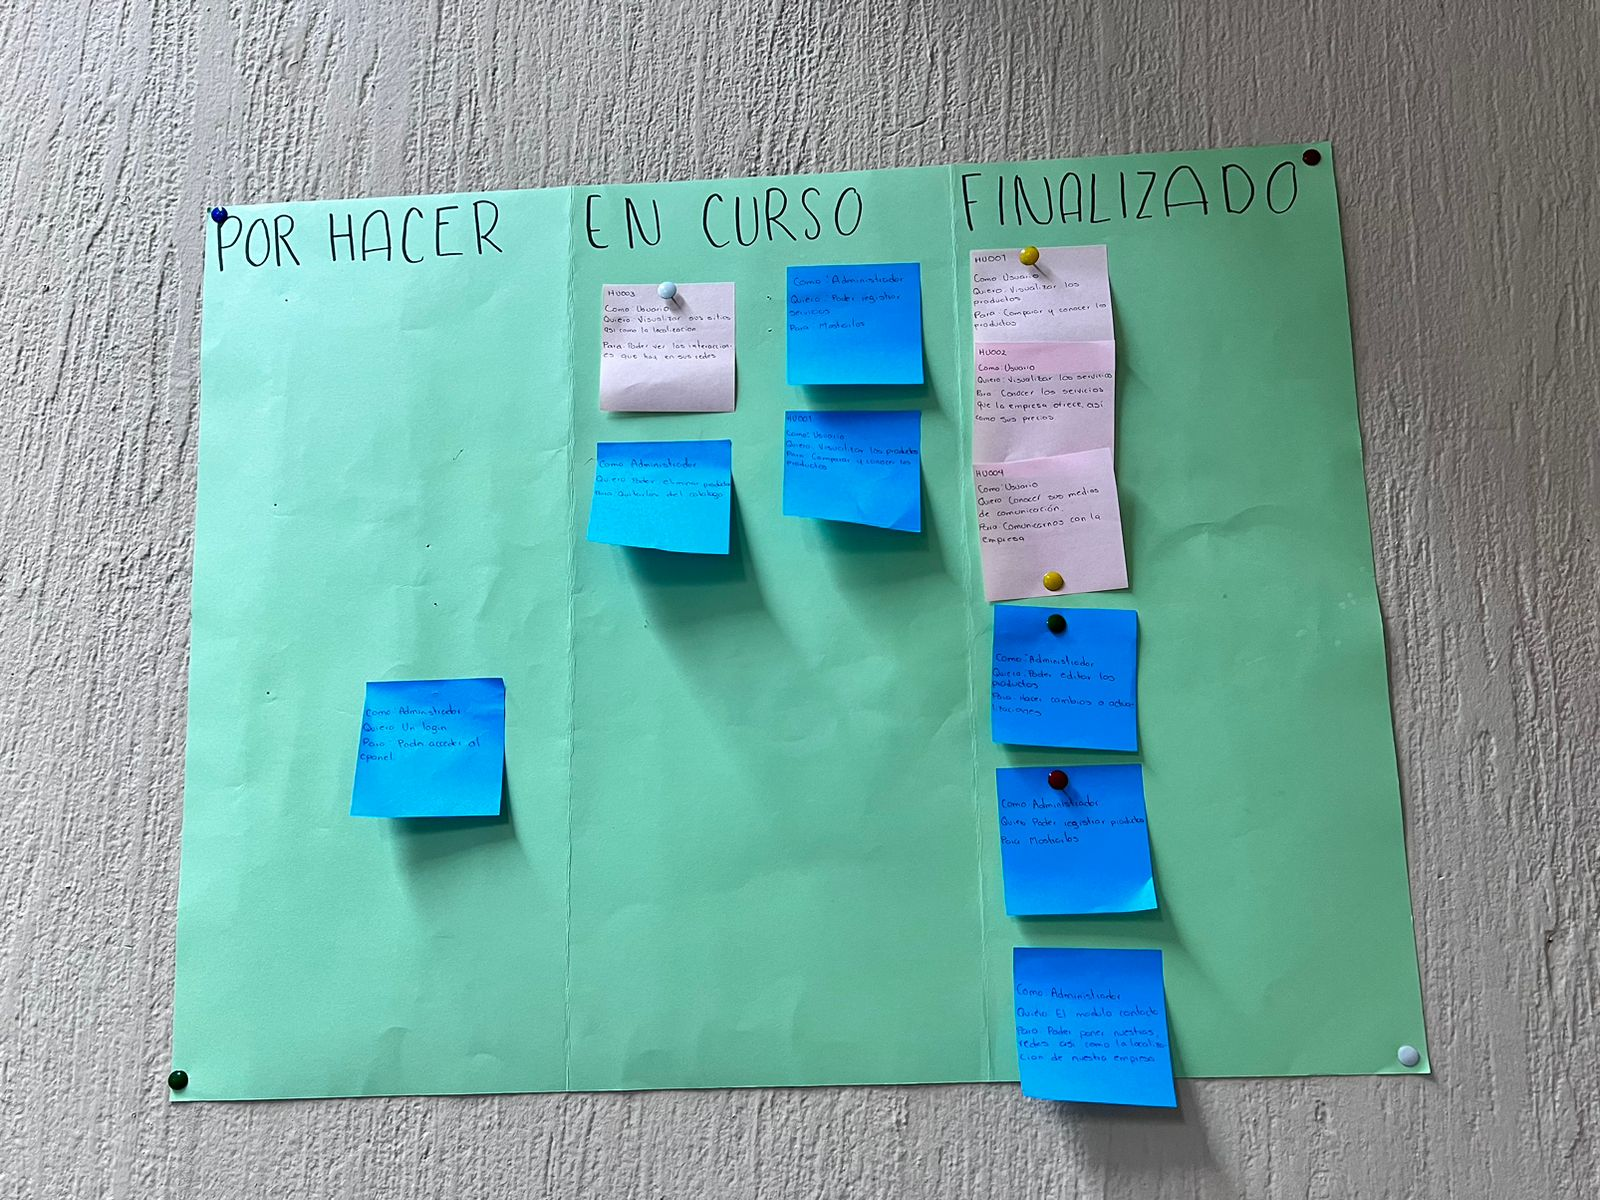 POR HACER
Como: Administrador
Quiero: Un login
Para: Poder acceder al
cpanel
EN CURSO
HU003
Como: Usuario
Quiero: Visualizar sus sitios
así como la localización.
Para: Poder ver las interaccion-
es que hay en sus redes
Como Administrador
Quiero Poder eliminar productos
Para Quitarlos del catalogo
Como: Administrador
Quiero: Poder registrar
servicios
Para: Mostrarlos
HU001
Como: Usuario
Quiero: Visualizar los productos
Para: Comparar y conocer los
productos
FINALIZADO
HU001
Como: Usuario
Quiero: Visualizar los
productos
Para: Comparar y conocer los
productos
HU002
Como: Usuario
Quiero: Visualizar los servicios
Para Conocer los servicios
que la empresa ofrece, así
como sus precios
HU004
Como: Usuario
Quiero Conocer sus medios
de comunicación.
Para: Comunicarnos con la
empresa
Como: Administrador
Quiero: Poder editar los
productos
Para: Hacer cambios o actua-
lizaciones
Como: Administrador
Quiero Poder registrar productos
Para Mostrarlos
Como: Administrador
Quiero: El modulo contacto
Para: Poder poner nuestras
redes así como la localiza-
cion de nuestra empresa